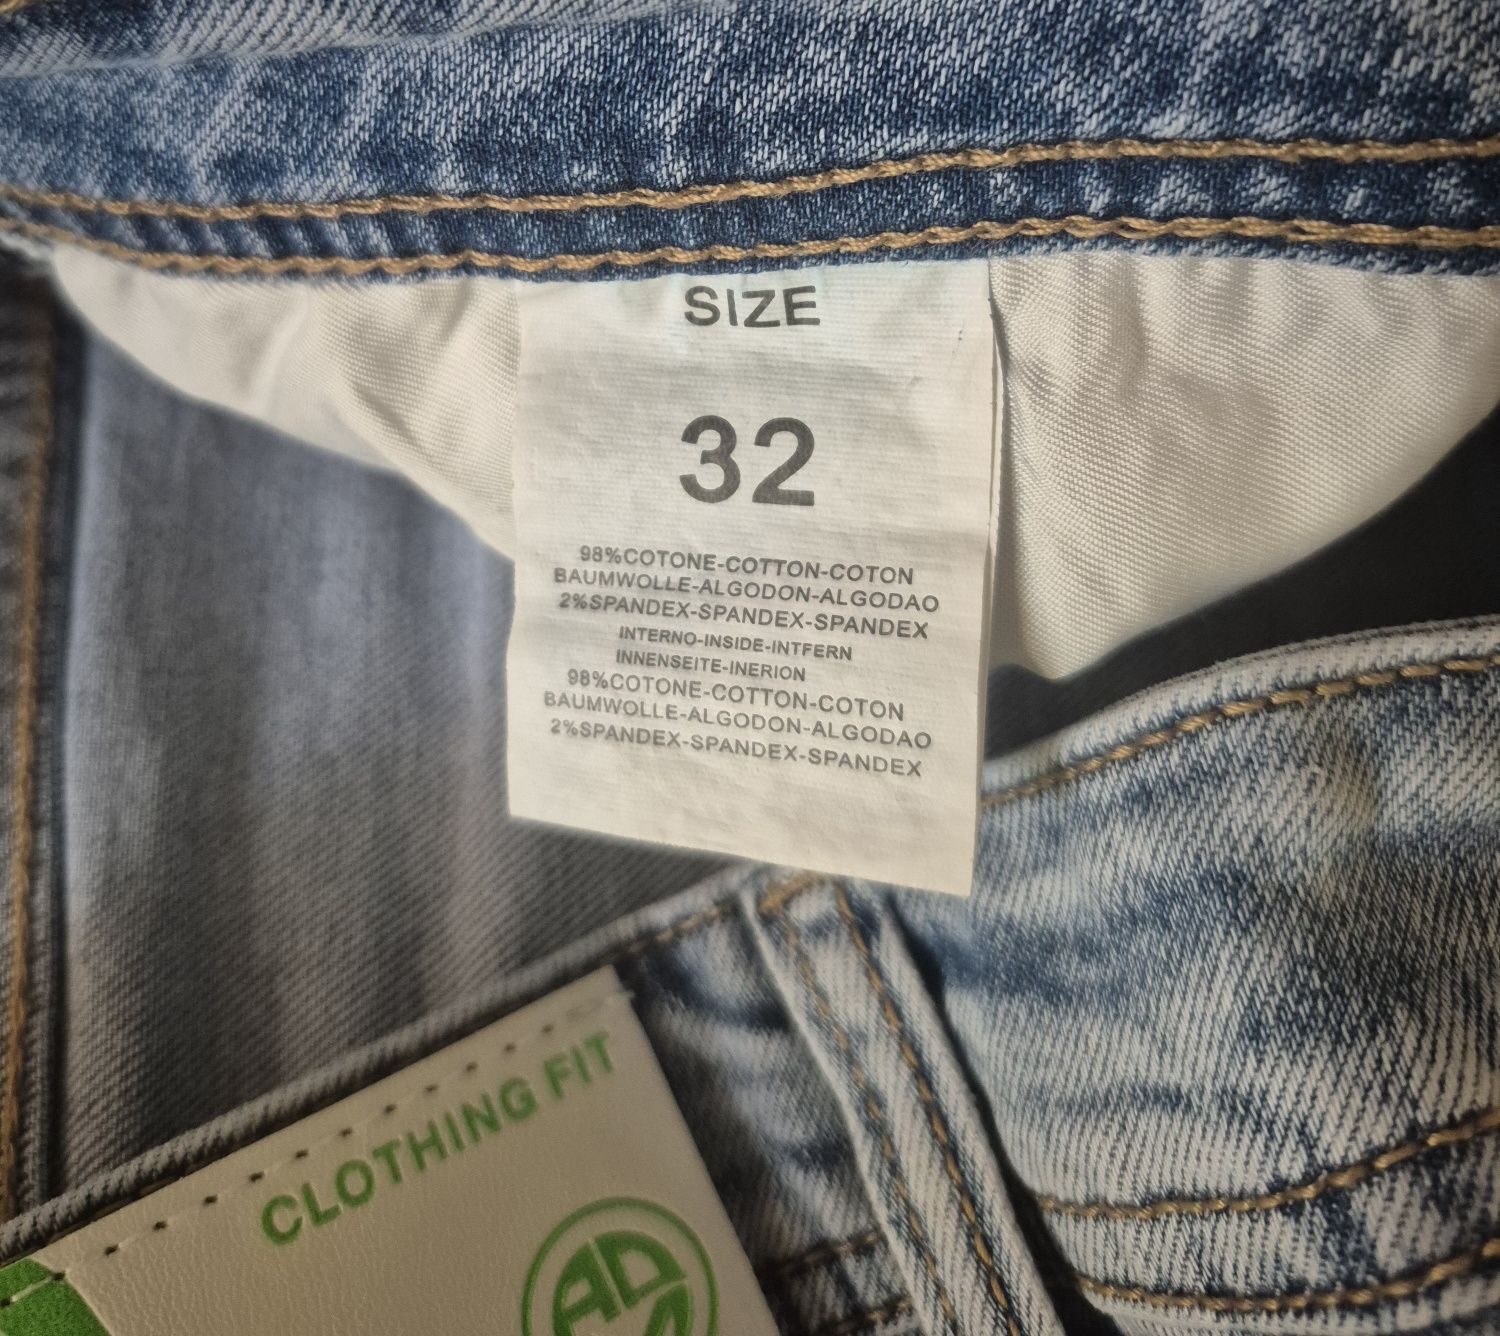 SIZE
32
98%COTONE-COTTON-COTON
BAUMWOLLE-ALGODON-ALGODAO
2%SPANDEX-SPANDEX-SPANDEX
INTERNO-INSIDE-INTFERN
INNENSEITE-INERION
98%COTONE-COTTON-COTON
BAUMWOLLE-ALGODON-ALGODAO
2%SPANDEX-SPANDEX-SPANDEX
CLOTHING FIT